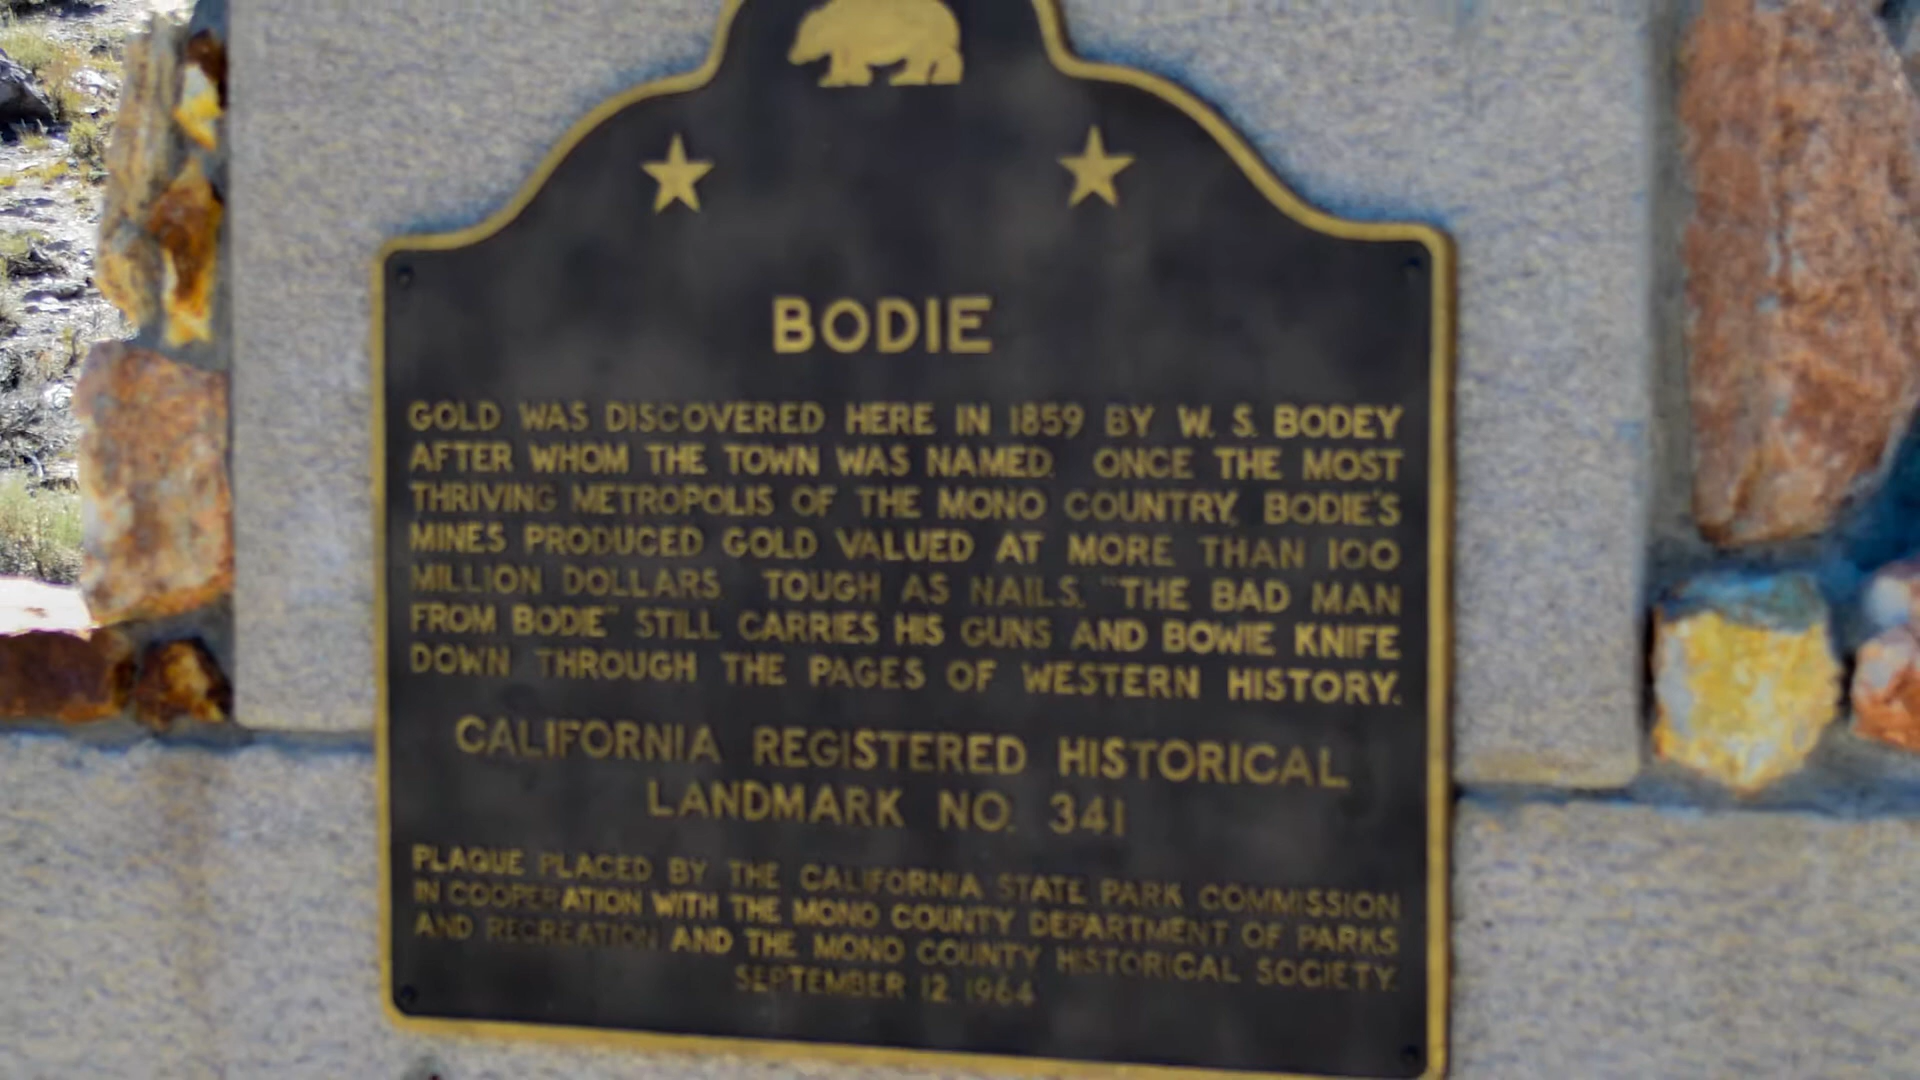 BODIE
GOLD WAS DISCOVERED HERE IN 1859 BY W. S. BODEY
AFTER WHOM THE TOWN WAS NAMED. ONCE THE MOST
THRIVING METROPOLIS OF THE MONO COUNTRY, BODIE'S
MINES PRODUCED GOLD VALUED AT MORE THAN 100
MILLION DOLLARS. TOUGH AS NAILS, "THE BAD MAN
FROM BODIE" STILL CARRIES HIS GUNS AND BOWIE KNIFE
DOWN THROUGH THE PAGES OF WESTERN HISTORY.
CALIFORNIA REGISTERED HISTORICAL
LANDMARK NO. 341
PLAQUE PLACED BY THE CALIFORNIA STATE PARK COMMISSION
IN COOPERATION WITH THE MONO COUNTY DEPARTMENT OF PARKS
AND RECREATION AND THE MONO COUNTY HISTORICAL SOCIETY.
SEPTEMBER 12, 1964